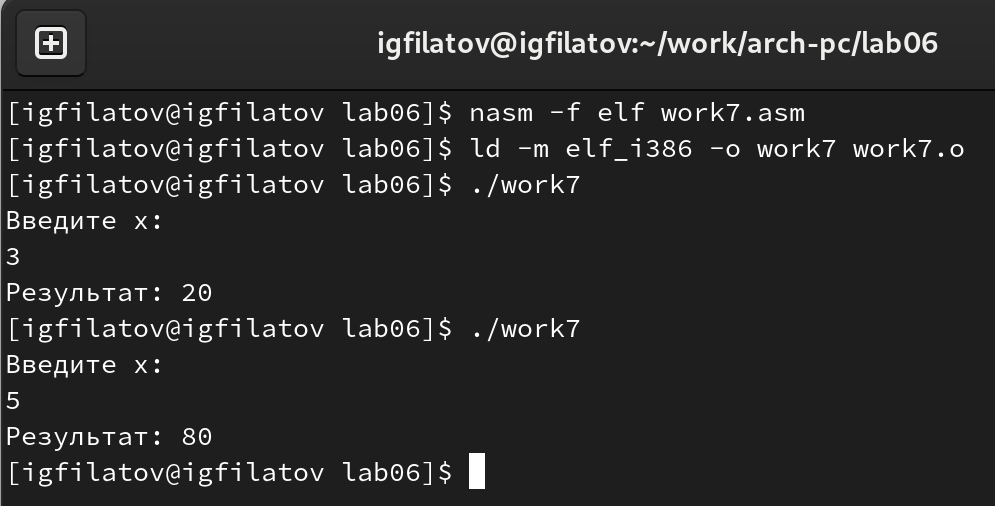 igfilatov@igfilatov:~/work/arch-pc/lab06
[igfilatov@igfilatov lab06]$ nasm -f elf work7.asm
[igfilatov@igfilatov lab06]$ ld -m elf_i386 -o work7 work7.o
[igfilatov@igfilatov lab06]$ ./work7
Введите x:
3
Результат: 20
[igfilatov@igfilatov lab06]$ ./work7
Введите x:
5
Результат: 80
[igfilatov@igfilatov lab06]$